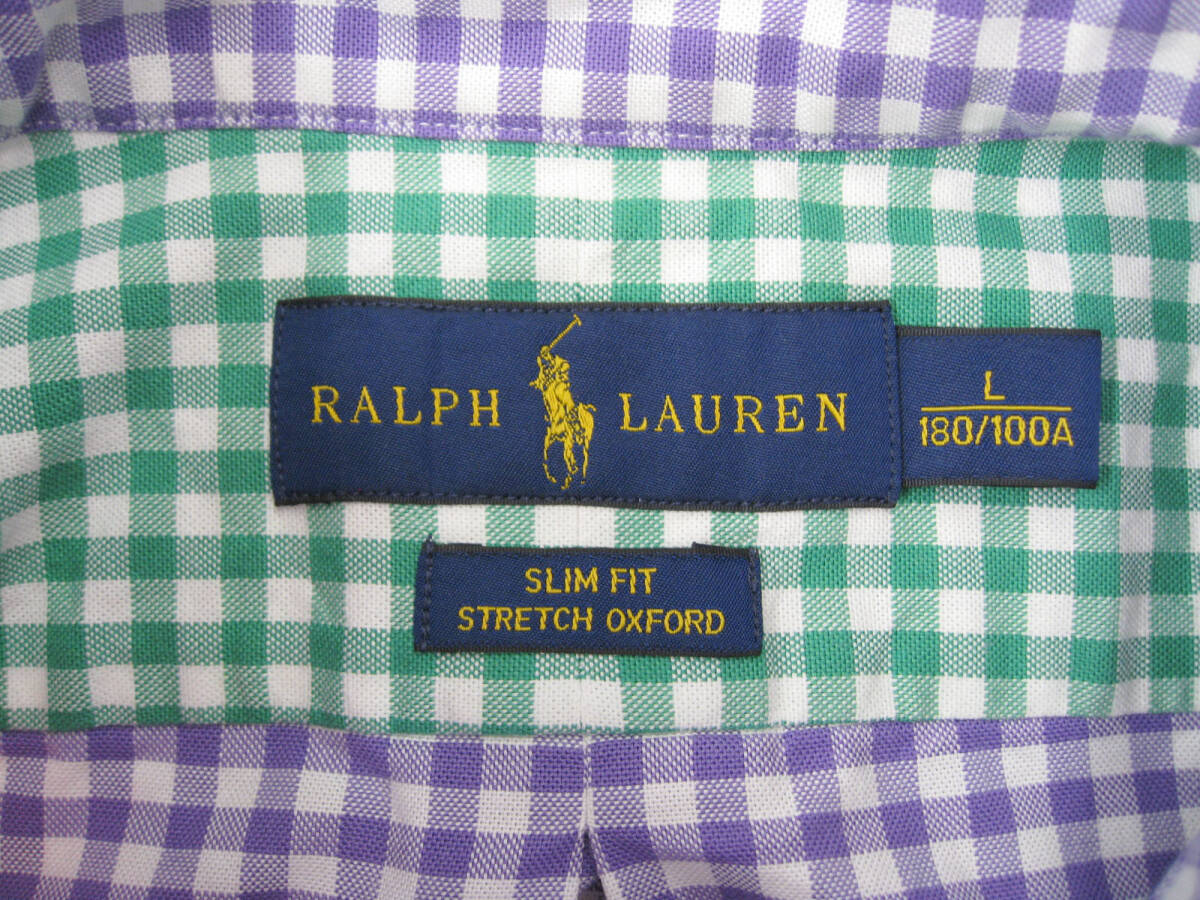 RALPH LAUREN
L
180/100A
SLIM FIT
STRETCH OXFORD